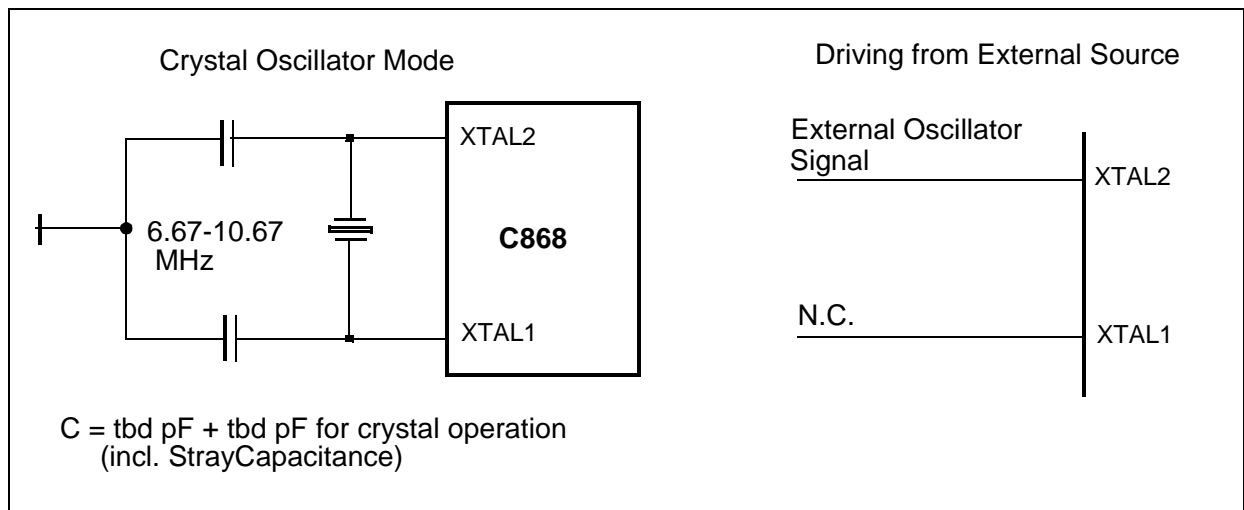 Crystal Oscillator Mode
XTAL2
6.67-10.67
MHz
C868
XTAL1
C = tbd pF + tbd pF for crystal operation
(incl. StrayCapacitance)
Driving from External Source
External Oscillator
Signal
XTAL2
N.C.
XTAL1